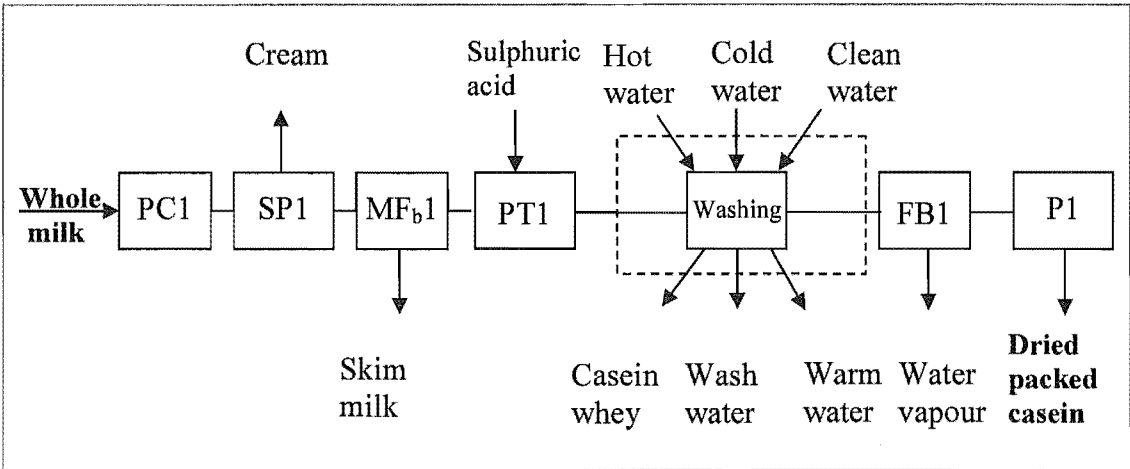 Cream
Sulphuric
acid
Hot
water
Cold
water
Clean
water
Whole
milk
PC1
SP1
MFb1
PT1
Washing
FB1
P1
Skim
milk
Casein
whey
Wash
water
Warm
water
Water
vapour
Dried
packed
casein